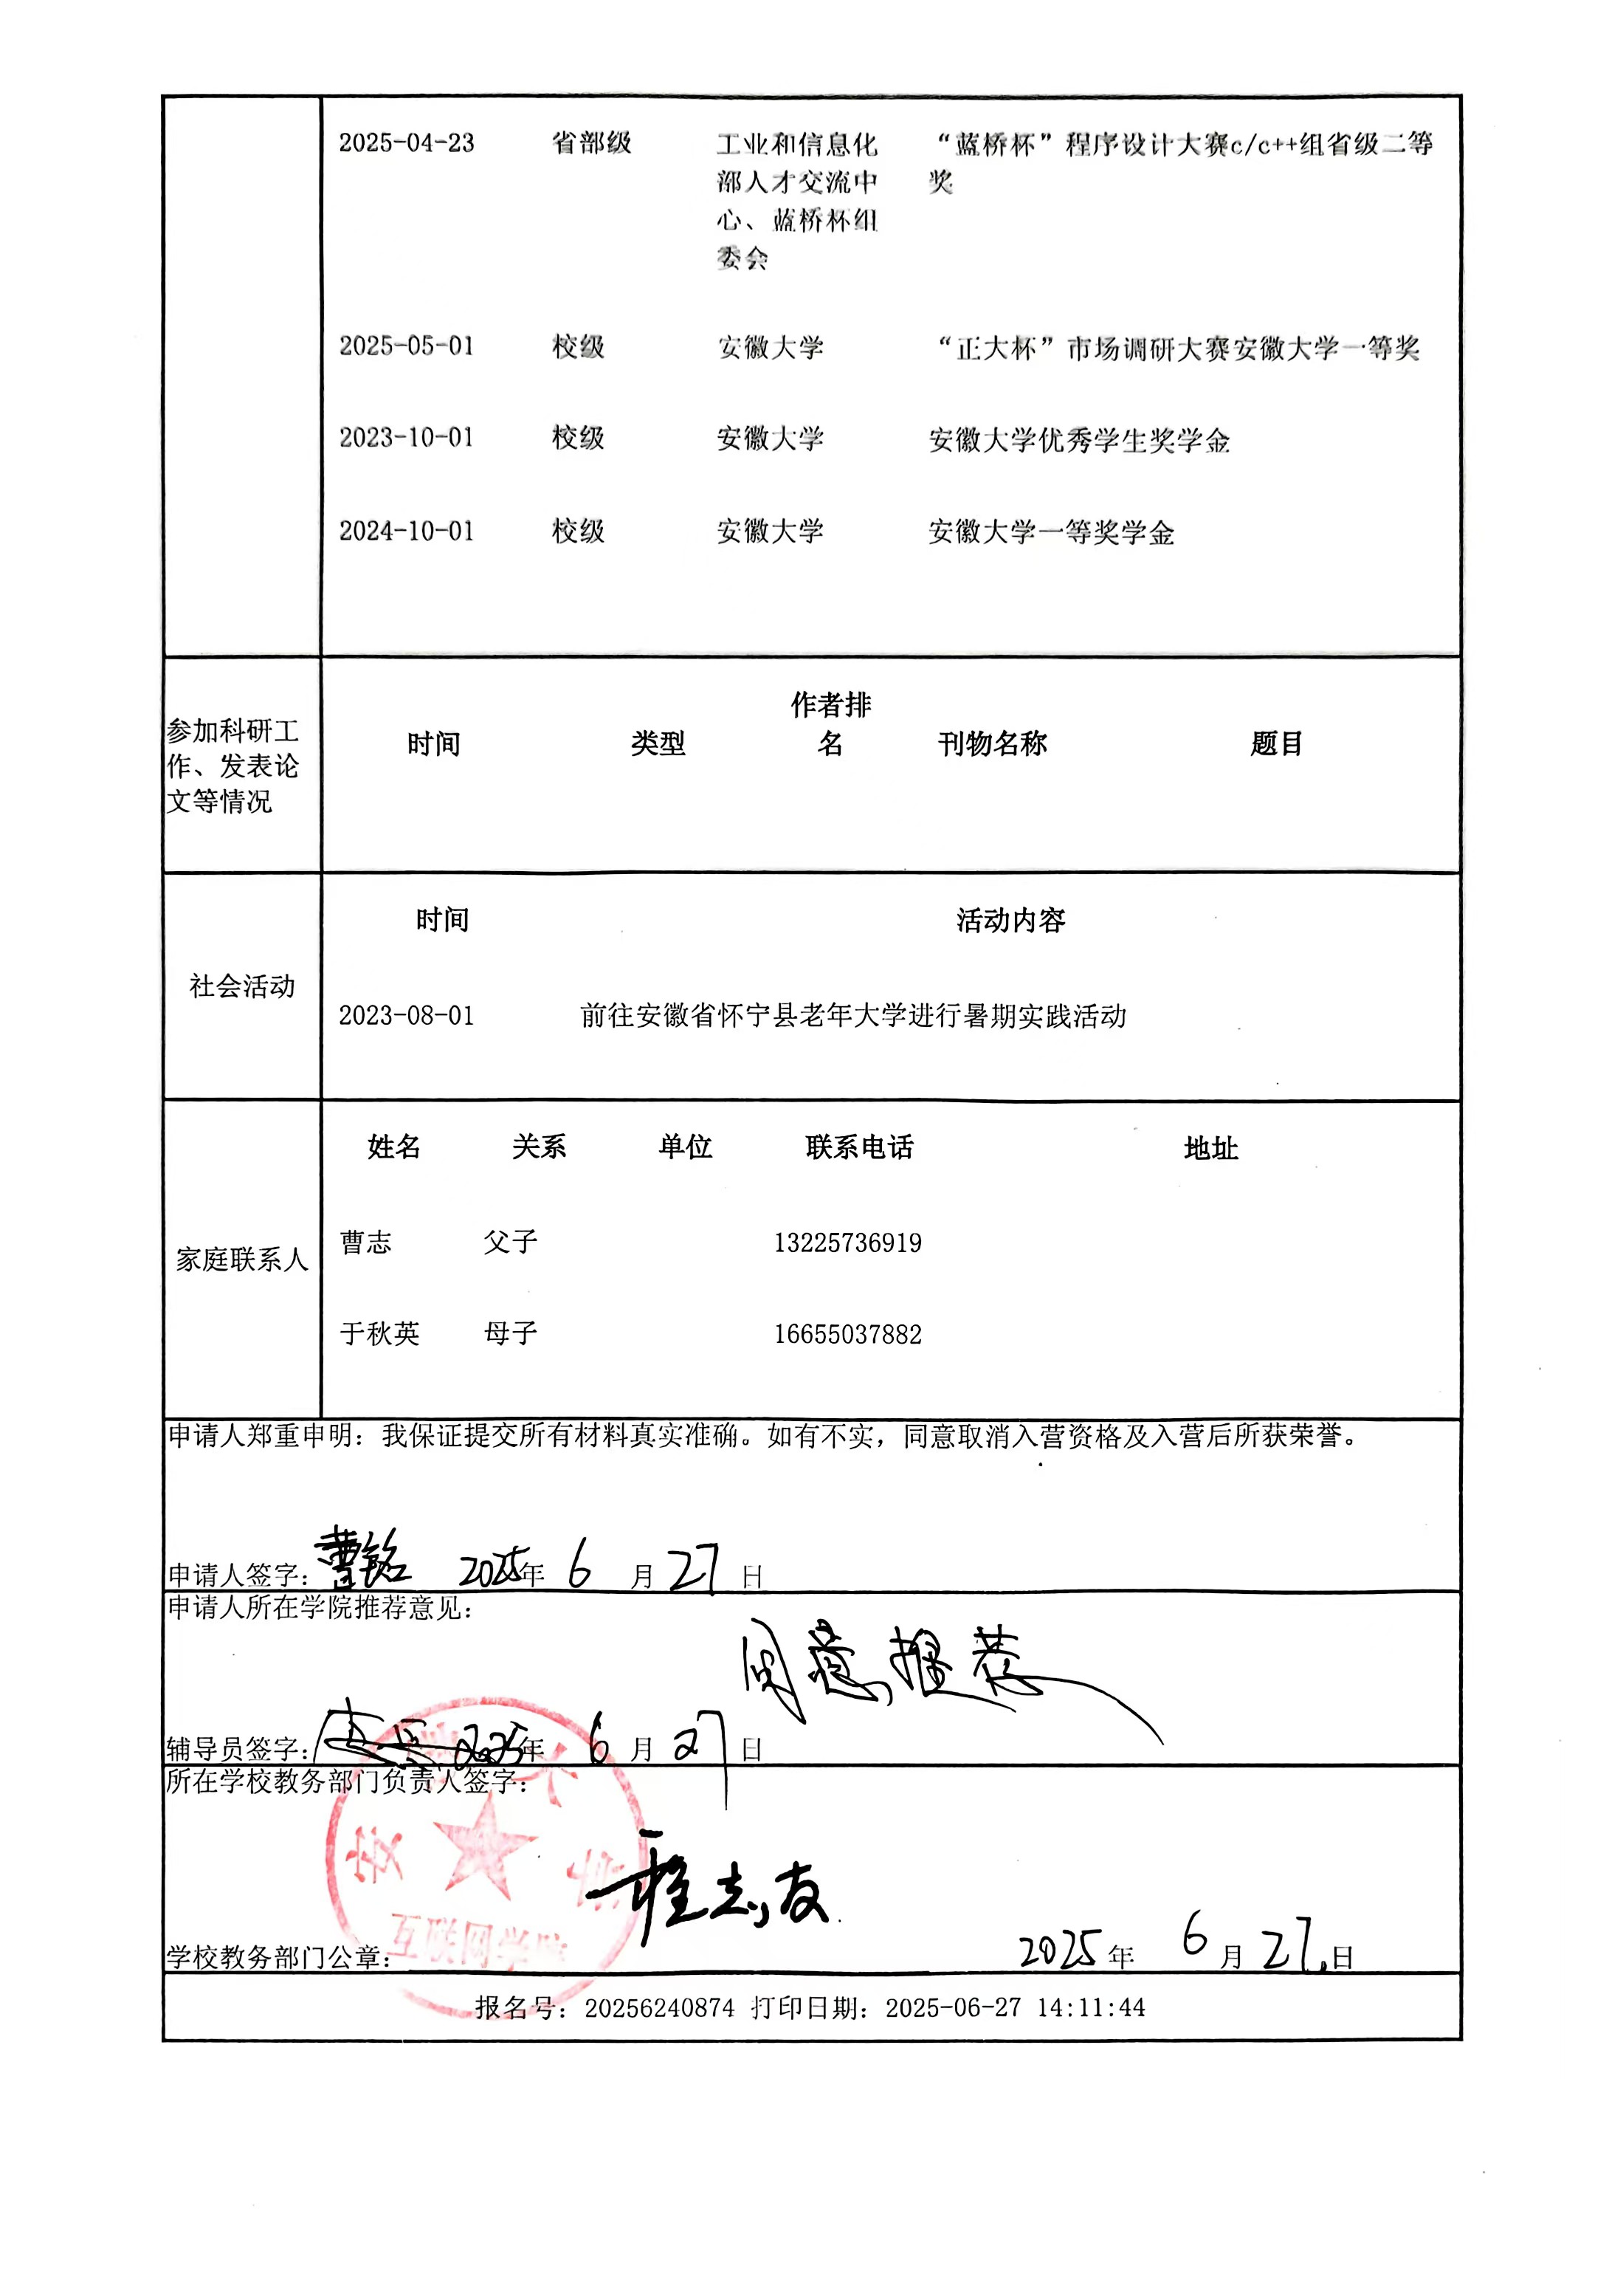 2025-04-23 省部级 工业和信息化 “蓝桥杯”程序设计大赛c/c++组省级二等
部人才交流中 奖
心、蓝桥杯组
委会
2025-05-01 校级 安徽大学 “正大杯”市场调研大赛安徽大学一等奖
2023-10-01 校级 安徽大学 安徽大学优秀学生奖学金
2024-10-01 校级 安徽大学 安徽大学一等奖学金
参加科研工
作、发表论
文等情况
时间 类型 作者排
名 刊物名称 题目
社会活动
时间 活动内容
2023-08-01 前往安徽省怀宁县老年大学进行暑期实践活动
家庭联系人
姓名 关系 单位 联系电话 地址
曹志 父子 13225736919
于秋英 母子 16655037882
申请人郑重申明：我保证提交所有材料真实准确。如有不实，同意取消入营资格及入营后所获荣誉。
申请人签字：曹铭 2025年 6 月 27 日
申请人所在学院推荐意见：
同意推荐
辅导员签字： 2025年 6 月 27 日
所在学校教务部门负责人签字：
程志友
安徽大学
互联网学院
学校教务部门公章： 2025年 6 月 27日
报名号：20256240874 打印日期：2025-06-27 14:11:44